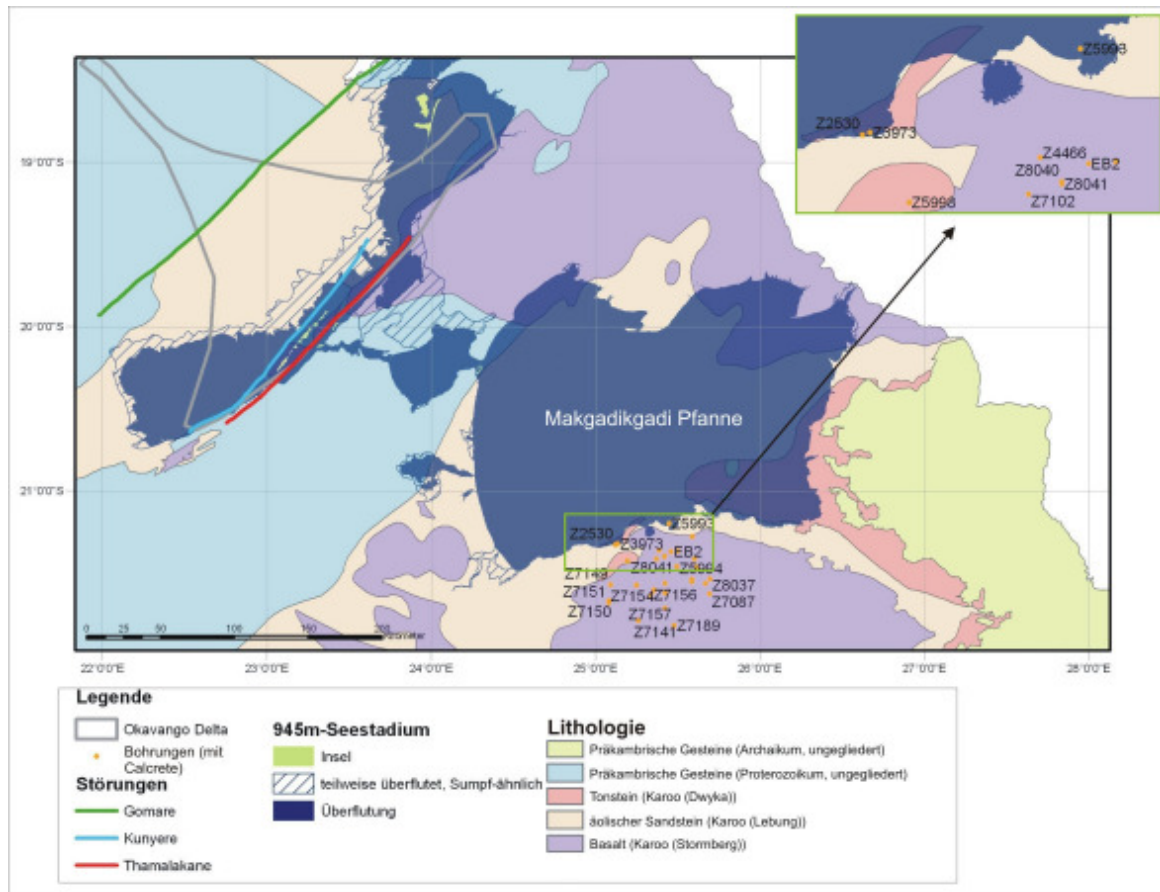 Z5998
Z2530
Z3973
Z4466
EB2
Z8040
Z8041
Z7102
Z5998
19°0'0"S
20°0'0"S
21°0'0"S
Makgadikgadi Pfanne
Z5993
Z2530
Z3973
EB2
Z8041
Z5994
Z7149
Z7151
Z7154
Z7156
Z8037
Z7150
Z7087
Z7157
Z7141
Z7189
0 25 50 100 150 200
22°0'0"E 23°0'0"E 24°0'0"E 25°0'0"E 26°0'0"E 27°0'0"E 28°0'0"E
Legende
Okavango Delta
Bohrungen (mit
Calcrete)
Störungen
Gomare
Kunyere
Thamalakane
945m-Seestadium
Insel
teilweise überflutet, Sumpf-ähnlich
Überflutung
Lithologie
Präkambrische Gesteine (Archaikum, ungegliedert)
Präkambrische Gesteine (Proterozoikum, ungegliedert)
Tonstein (Karoo (Dwyka))
äolischer Sandstein (Karoo (Lebung))
Basalt (Karoo (Stormberg))